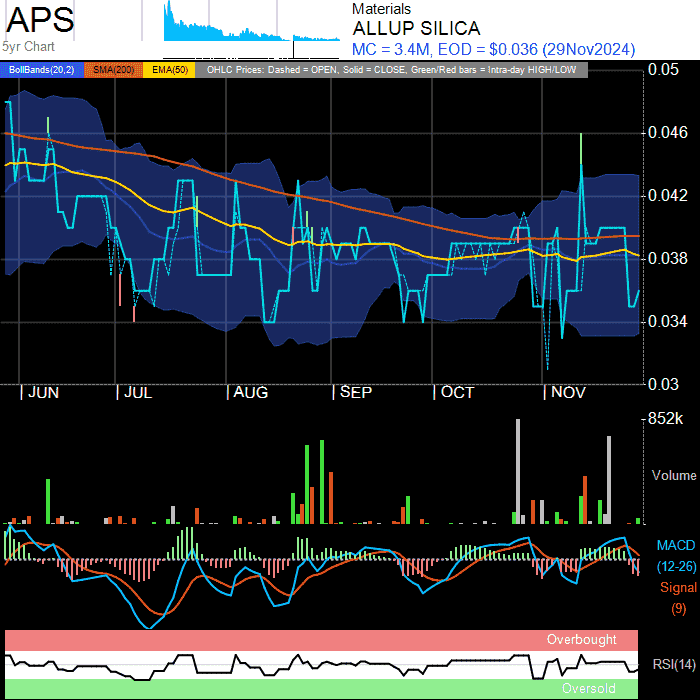 APS
5yr Chart
Materials
ALLUP SILICA
MC = 3.4M, EOD = $0.036 (29Nov2024)
BollBands(20,2) SMA(200) EMA(50) OHLC Prices: Dashed = OPEN, Solid = CLOSE, Green/Red bars = Intra-day HIGH/LOW
0.05
0.046
0.042
0.038
0.034
0.03
| JUN | JUL | AUG | SEP | OCT | NOV
852k
Volume
MACD
(12-26)
Signal
(9)
Overbought
RSI(14)
Oversold